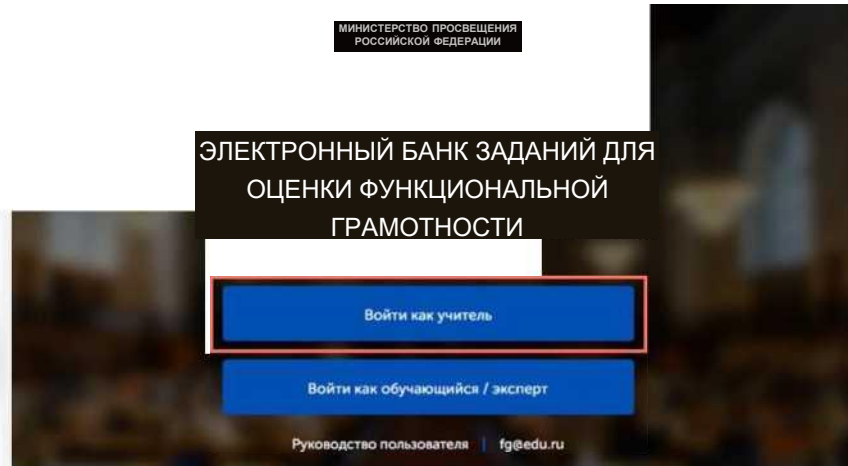 МИНИСТЕРСТВО ПРОСВЕЩЕНИЯ
РОССИЙСКОЙ ФЕДЕРАЦИИ
ЭЛЕКТРОННЫЙ БАНК ЗАДАНИЙ ДЛЯ
ОЦЕНКИ ФУНКЦИОНАЛЬНОЙ
ГРАМОТНОСТИ
Войти как учитель
Войти как обучающийся / эксперт
Руководство пользователя | fg@edu.ru